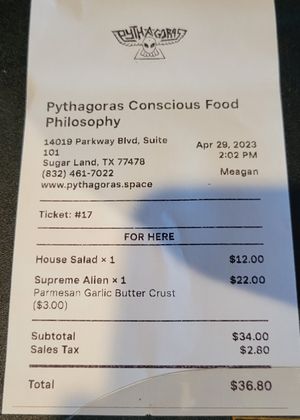 PYTHAGORAS
Pythagoras Conscious Food
Philosophy
14019 Parkway Blvd, Suite
101
Sugar Land, TX 77478
(832) 461-7022
www.pythagoras.space
Apr 29, 2023
2:02 PM
Meagan
Ticket: #17
FOR HERE
House Salad × 1 $12.00
Supreme Alien × 1 $22.00
Parmesan Garlic Butter Crust
($3.00)
Subtotal $34.00
Sales Tax $2.80
Total $36.80